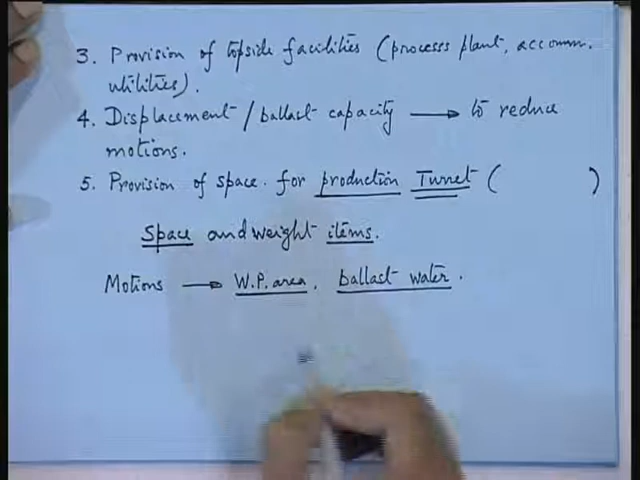 3. Provision of topside facilities (processs plant, accomm.
utilities).
4. Displacement / ballast capacity → to reduce
motions.
5. Provision of space for production Turret ( )
Space and weight items.
Motions → W.P. area, ballast water.